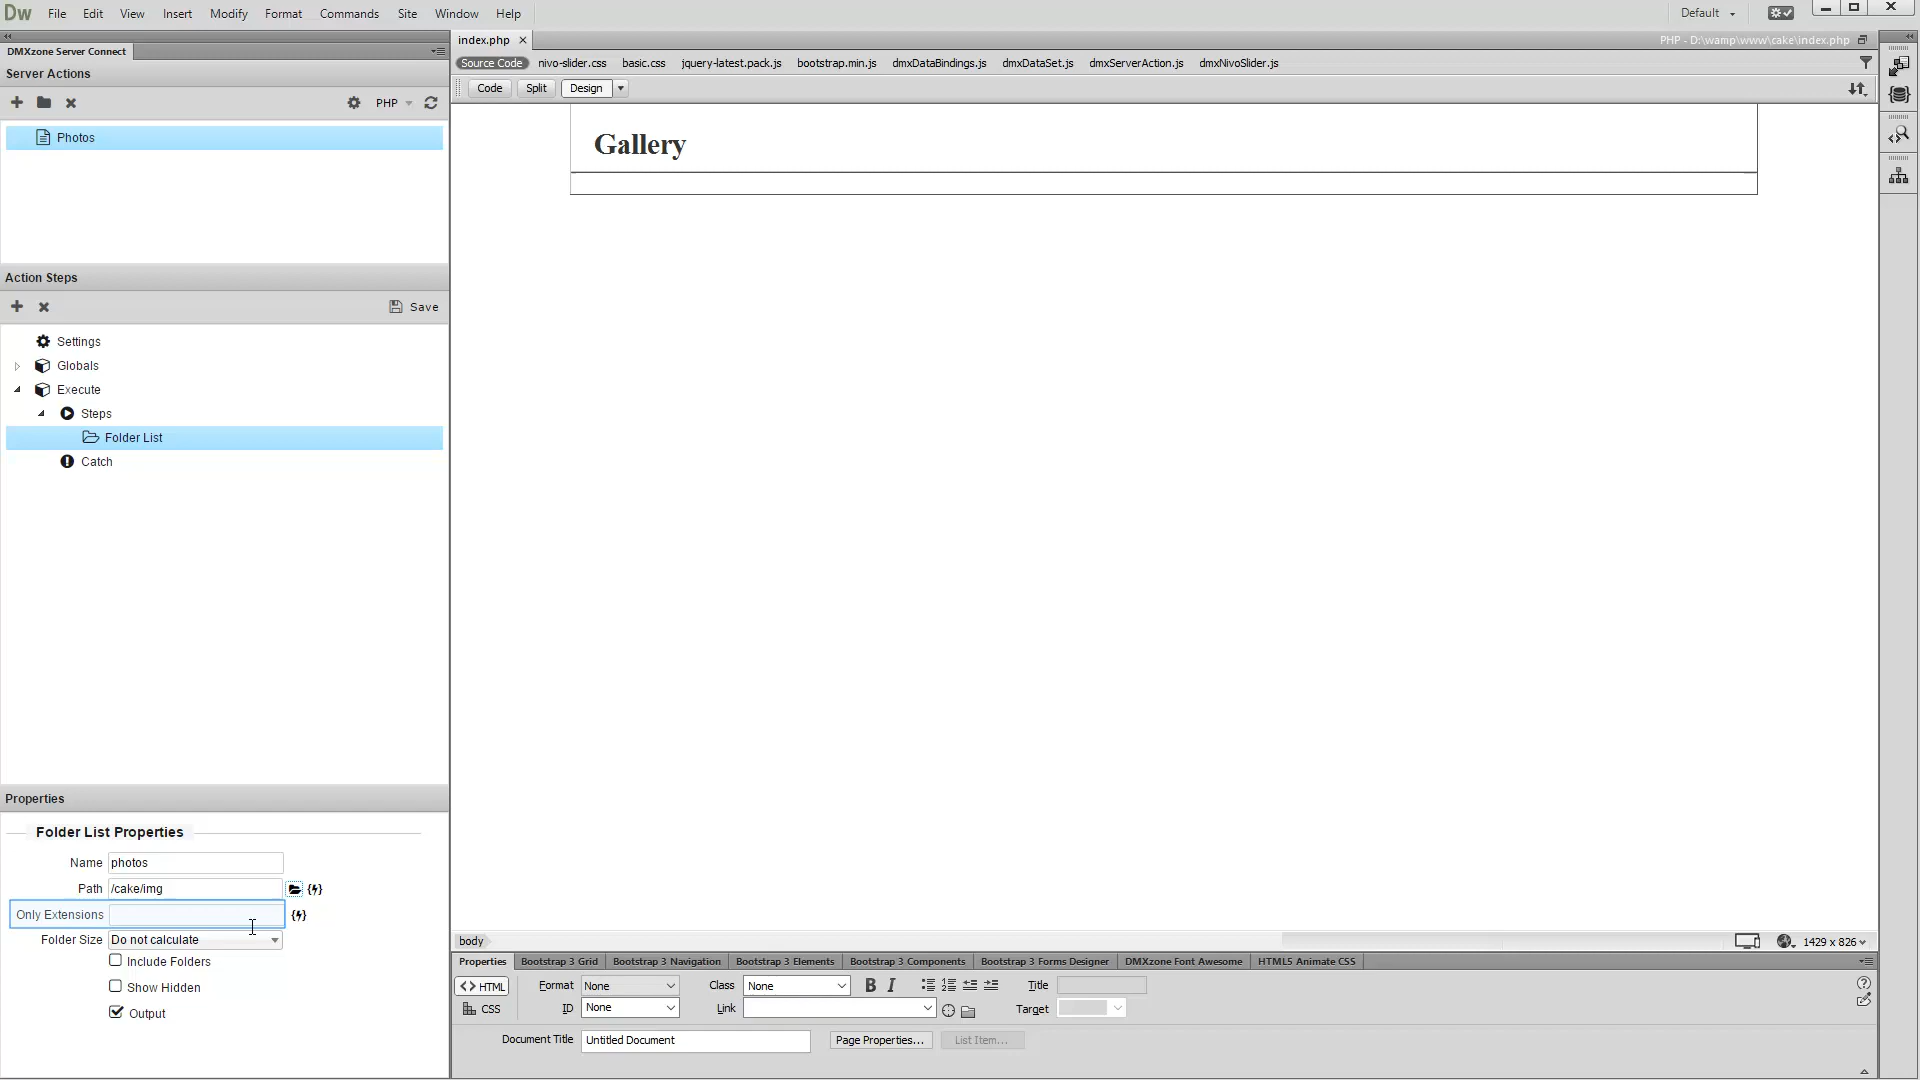 Dw File Edit View Insert Modify Format Commands Site Window Help Default
DMXzone Server Connect
Server Actions
PHP
Photos
Action Steps
Save
Settings
Globals
Execute
Steps
Folder List
Catch
Properties
Folder List Properties
Name photos
Path /cake/img
Only Extensions
Folder Size Do not calculate
Include Folders
Show Hidden
Output
index.php PHP - D:\wamp\www\cake\index.php
Source Code nivo-slider.css basic.css jquery-latest.pack.js bootstrap.min.js dmxDataBindings.js dmxDataSet.js dmxServerAction.js dmxNivoSlider.js
Code Split Design
Gallery
body 1429 x 826
Properties Bootstrap 3 Grid Bootstrap 3 Navigation Bootstrap 3 Elements Bootstrap 3 Components Bootstrap 3 Forms Designer DMXzone Font Awesome HTML5 Animate CSS
<> HTML Format None Class None B I Title
CSS ID None Link Target
Document Title Untitled Document Page Properties... List Item...